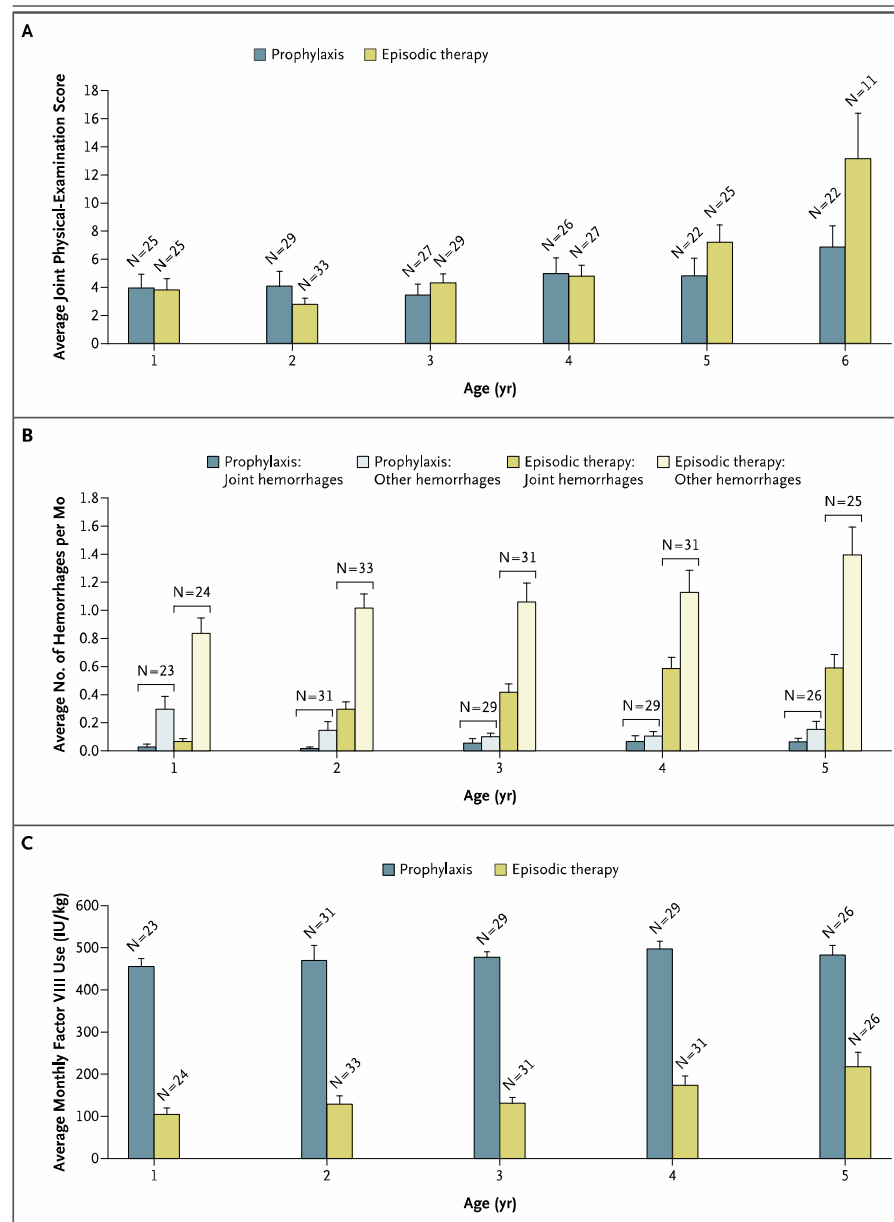 A
Prophylaxis Episodic therapy
Average Joint Physical-Examination Score
18
16
14
12
10
8
6
4
2
0
N=25
N=25
N=29
N=33
N=27
N=29
N=26
N=27
N=22
N=25
N=22
N=11
1 2 3 4 5 6
Age (yr)
B
Prophylaxis: Prophylaxis: Episodic therapy: Episodic therapy:
Joint hemorrhages Other hemorrhages Joint hemorrhages Other hemorrhages
Average No. of Hemorrhages per Mo
1.8
1.6
1.4
1.2
1.0
0.8
0.6
0.4
0.2
0.0
N=23
N=24
N=31
N=33
N=29
N=31
N=29
N=31
N=26
N=25
1 2 3 4 5
Age (yr)
C
Prophylaxis Episodic therapy
Average Monthly Factor VIII Use (IU/kg)
600
500
400
300
200
100
0
N=23
N=24
N=31
N=33
N=29
N=31
N=29
N=31
N=26
N=26
1 2 3 4 5
Age (yr)